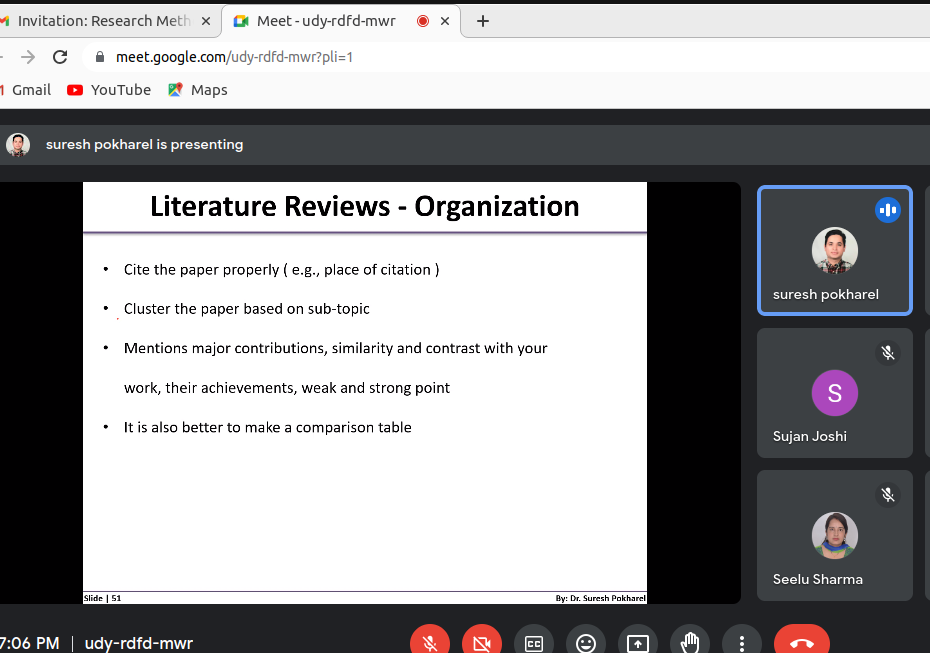 Invitation: Research Meth
Meet - udy-rdfd-mwr
meet.google.com/udy-rdfd-mwr?pli=1
Gmail
YouTube
Maps
suresh pokharel is presenting
Literature Reviews - Organization
• Cite the paper properly ( e.g., place of citation )
• Cluster the paper based on sub-topic
• Mentions major contributions, similarity and contrast with your
work, their achievements, weak and strong point
• It is also better to make a comparison table
Slide | 51
By: Dr. Suresh Pokharel
suresh pokharel
S
Sujan Joshi
Seelu Sharma
7:06 PM | udy-rdfd-mwr
CC